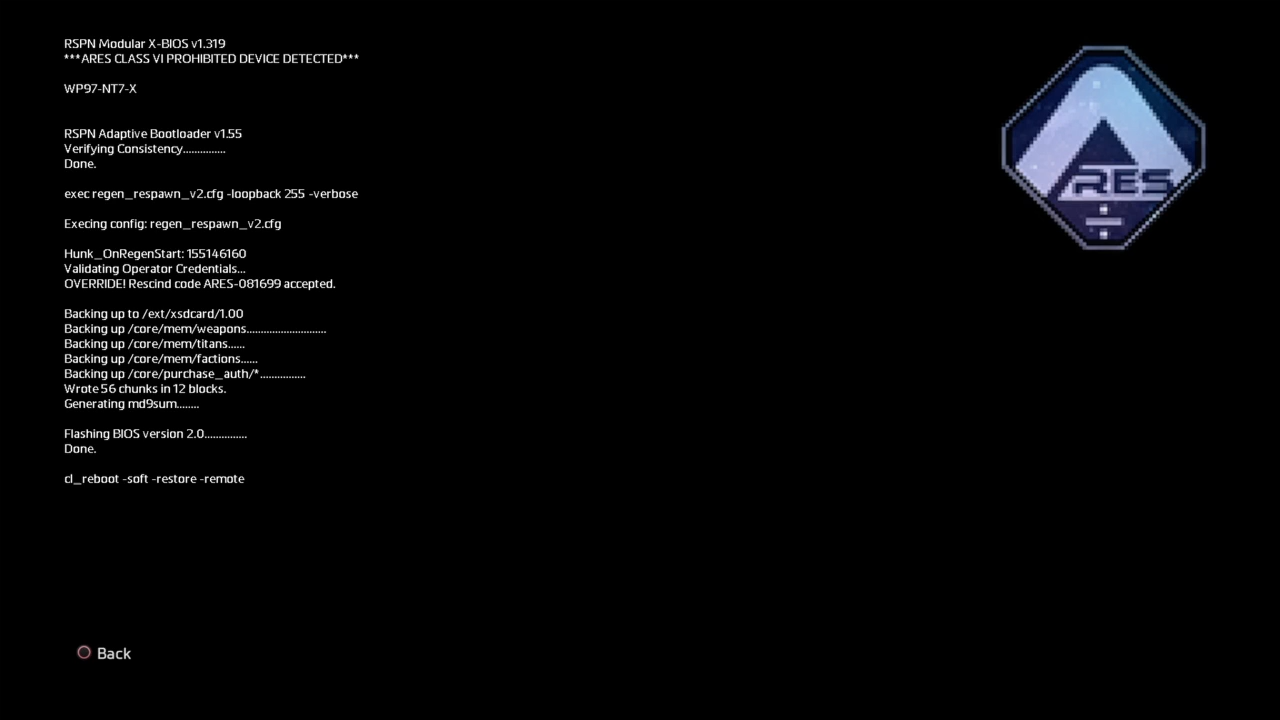 RSPN Modular X-BIOS v1.319
***ARES CLASS VI PROHIBITED DEVICE DETECTED***
WP97-NT7-X
RSPN Adaptive Bootloader v1.55
Verifying Consistency...............
Done.
exec regen_respawn_v2.cfg -loopback 255 -verbose
Execing config: regen_respawn_v2.cfg
Hunk_OnRegenStart: 155146160
Validating Operator Credentials...
OVERRIDE! Rescind code ARES-081699 accepted.
Backing up to /ext/xsdcard/1.00
Backing up /core/mem/weapons............................
Backing up /core/mem/titans......
Backing up /core/mem/factions......
Backing up /core/purchase_auth/*................
Wrote 56 chunks in 12 blocks.
Generating md9sum........
Flashing BIOS version 2.0...............
Done.
cl_reboot -soft -restore -remote
ARES
Back